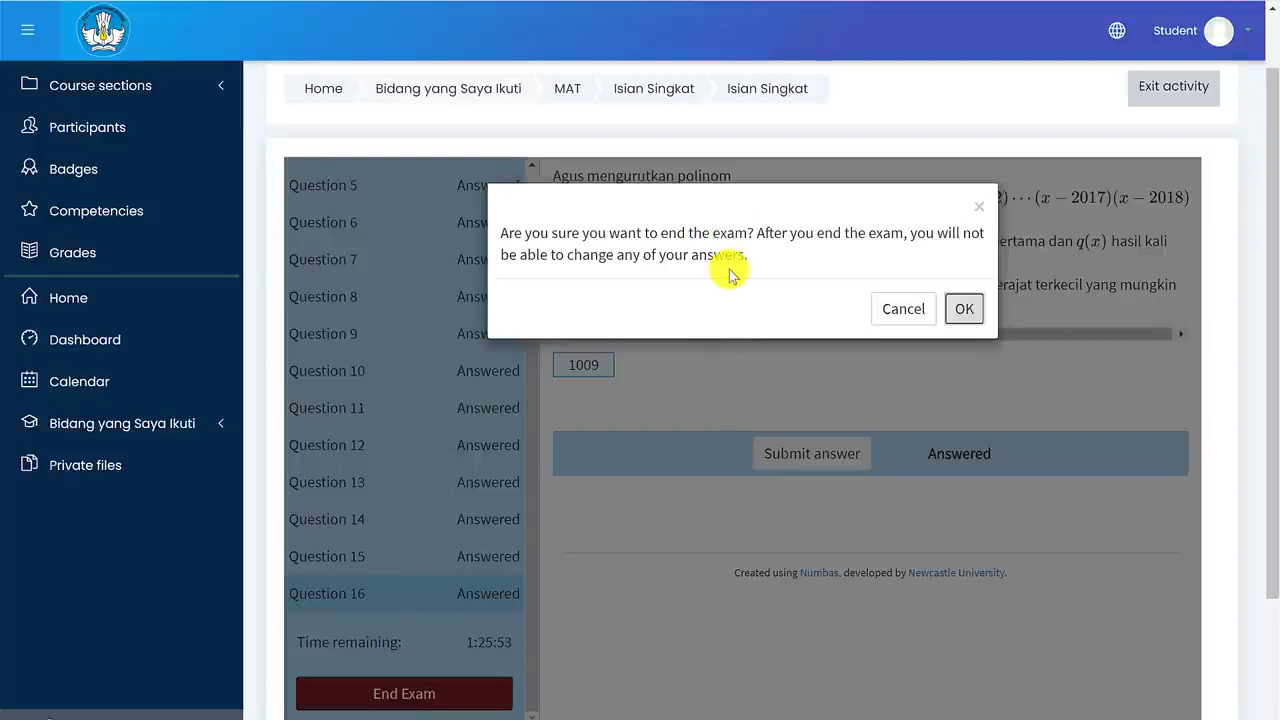 Student
Course sections
Participants
Badges
Competencies
Grades
Home
Dashboard
Calendar
Bidang yang Saya Ikuti
Private files
Home
Bidang yang Saya Ikuti
MAT
Isian Singkat
Isian Singkat
Exit activity
Question 5
Question 6
Question 7
Question 8
Question 9
Question 10 Answered
Question 11 Answered
Question 12 Answered
Question 13 Answered
Question 14 Answered
Question 15 Answered
Question 16 Answered
Time remaining: 1:25:53
End Exam
Agus mengurutkan polinom
⋯(x − 2017)(x − 2018)
dan q(x) hasil kali
terkecil yang mungkin
×
Are you sure you want to end the exam? After you end the exam, you will not
be able to change any of your answers.
Cancel OK
1009
Submit answer Answered
Created using Numbas, developed by Newcastle University.